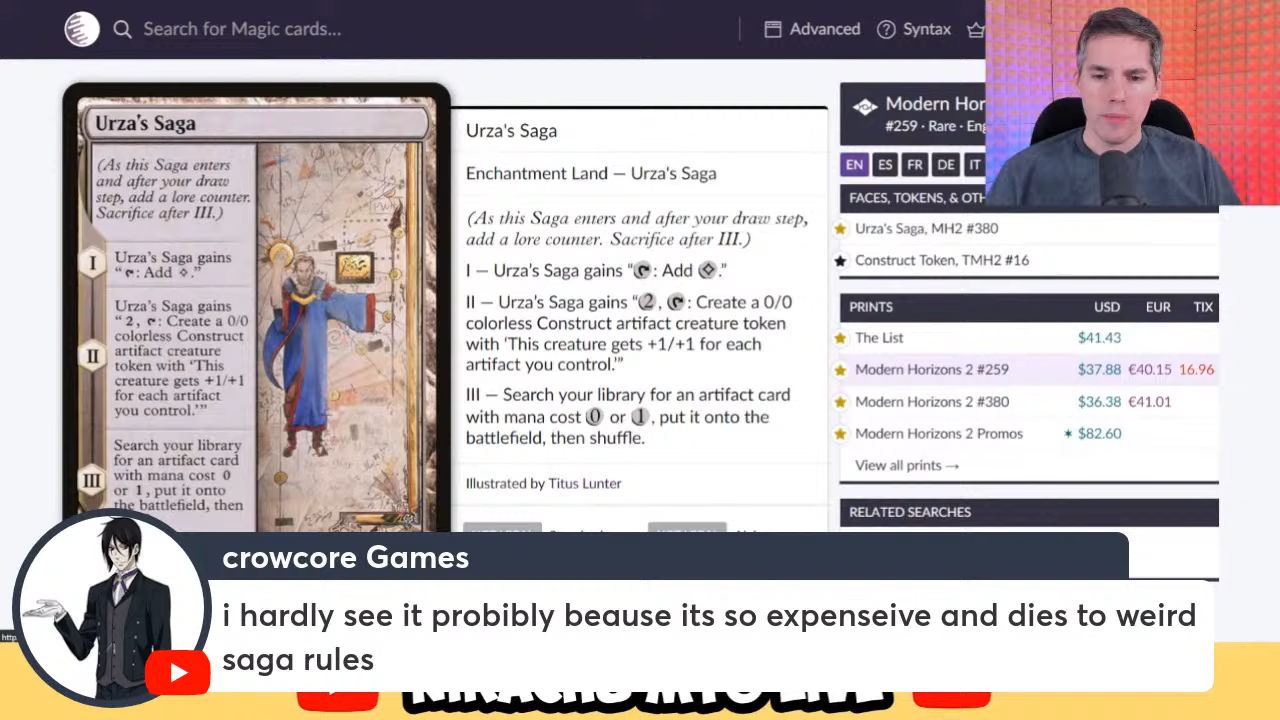 Search for Magic cards...
Advanced
Syntax
Urza's Saga
(As this Saga enters
and after your draw
step, add a lore counter.
Sacrifice after III.)
I
Urza's Saga gains
“: Add .”
II
Urza's Saga gains
“2, : Create a 0/0
colorless Construct
artifact creature
token with ‘This
creature gets +1/+1
for each artifact
you control.’”
III
Search your library
for an artifact card
with mana cost 0
or 1, put it onto
the battlefield, then
Urza's Saga
Enchantment Land — Urza's Saga
(As this Saga enters and after your draw step,
add a lore counter. Sacrifice after III.)
I — Urza's Saga gains “: Add .”
II — Urza's Saga gains “2, : Create a 0/0
colorless Construct artifact creature token
with ‘This creature gets +1/+1 for each
artifact you control.’”
III — Search your library for an artifact card
with mana cost 0 or 1, put it onto the
battlefield, then shuffle.
Illustrated by Titus Lunter
Modern Hor
#259 · Rare · Eng
EN ES FR DE IT
FACES, TOKENS, & OTH
Urza's Saga, MH2 #380
Construct Token, TMH2 #16
PRINTS USD EUR TIX
The List $41.43
Modern Horizons 2 #259 $37.88 €40.15 16.96
Modern Horizons 2 #380 $36.38 €41.01
Modern Horizons 2 Promos ✶ $82.60
View all prints →
RELATED SEARCHES
crowcore Games
i hardly see it probibly beause its so expenseive and dies to weird
saga rules
http